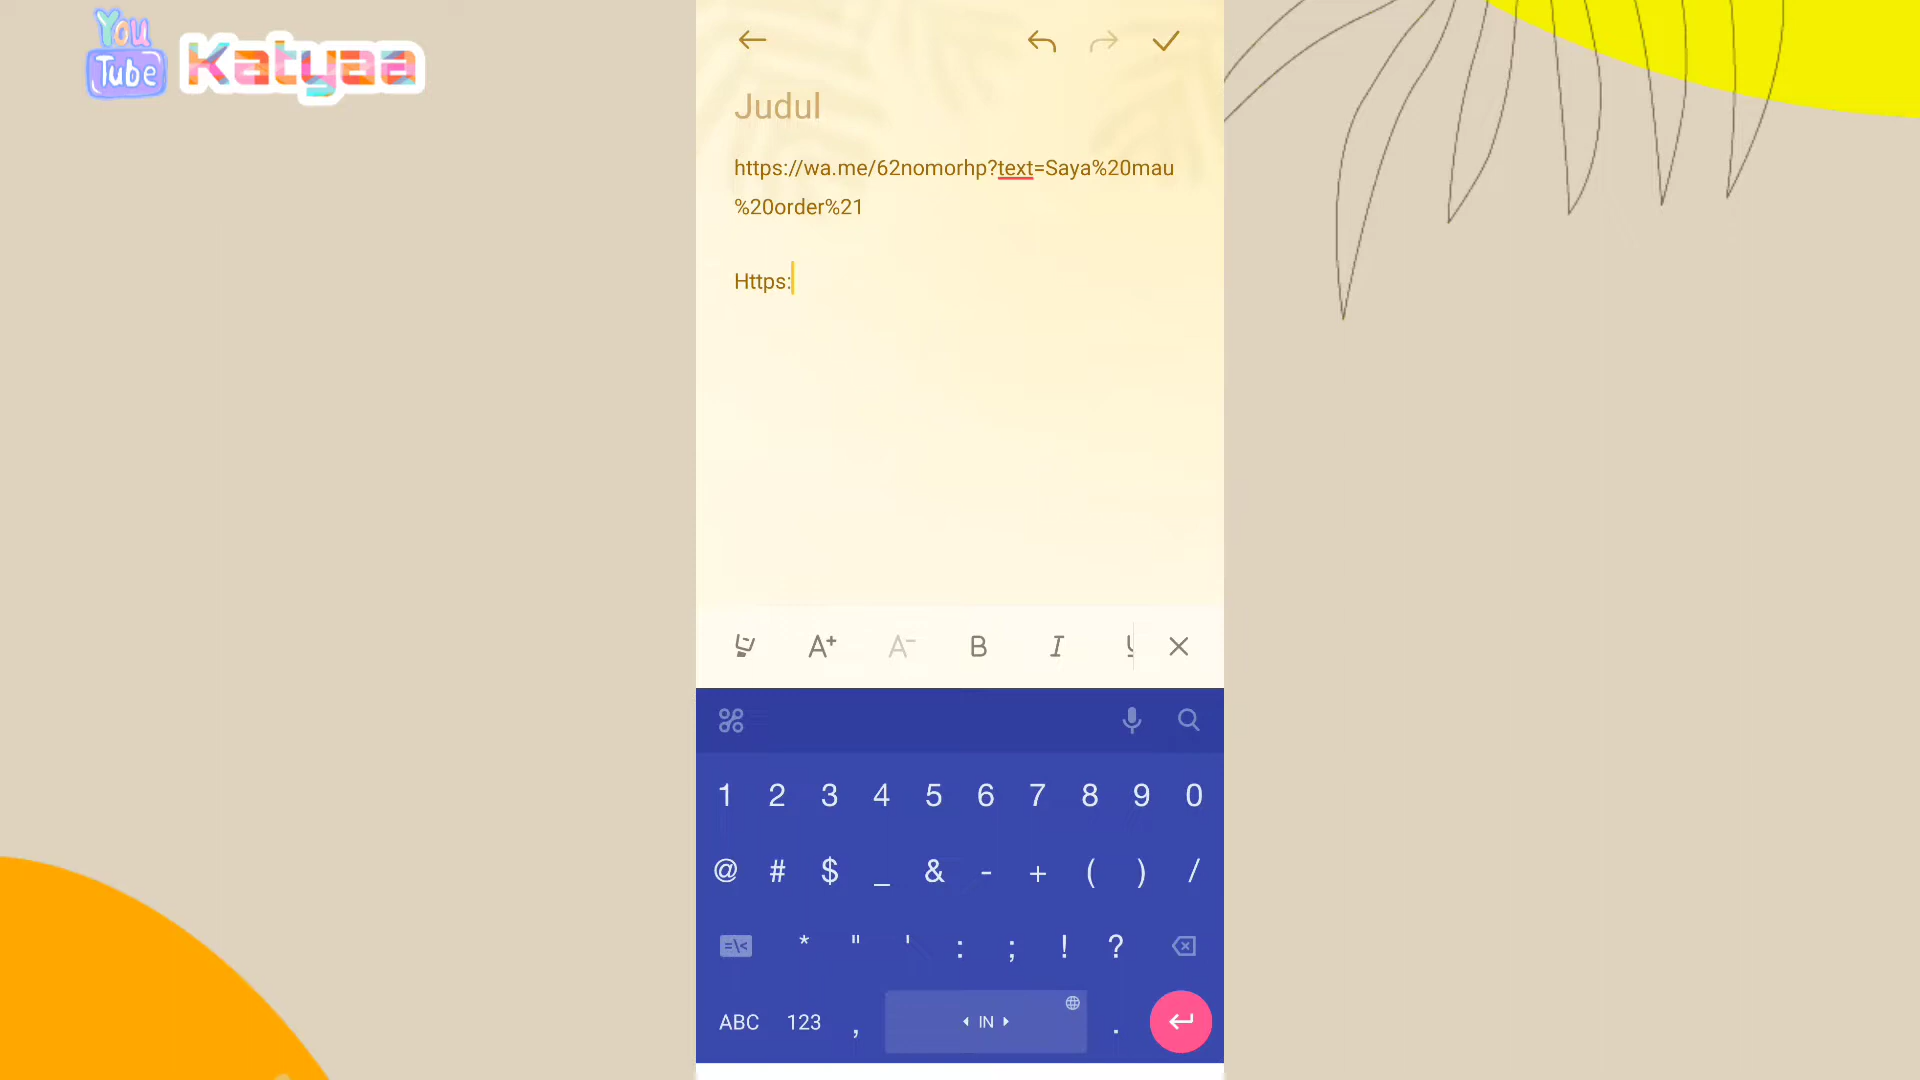 You
Tube
Katyaa
Judul
https://wa.me/62nomorhp?text=Saya%20mau
%20order%21
Https:
A+ A- B I U
1 2 3 4 5 6 7 8 9 0
@ # $ _ & - + ( ) /
=\< * " ' : ; ! ?
ABC 123 , IN .